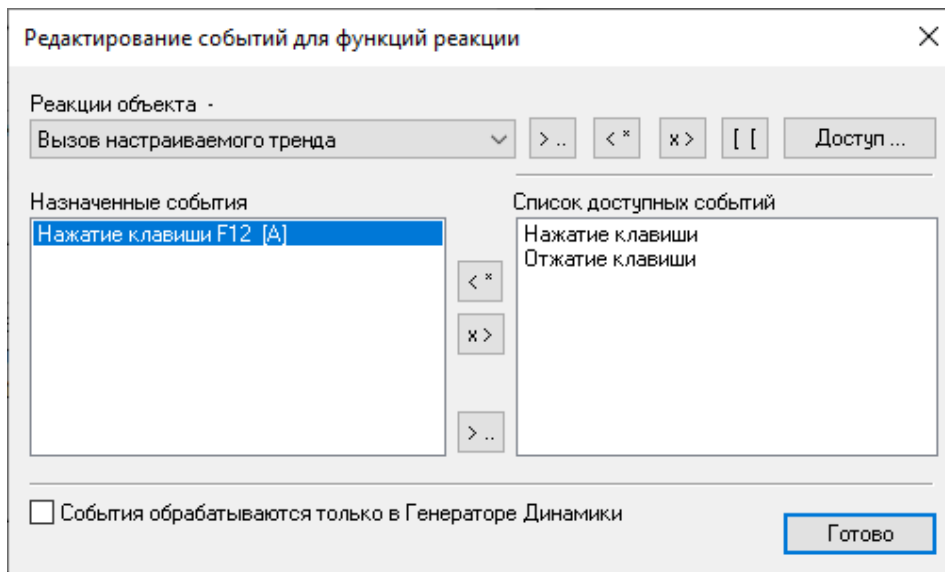 Редактирование событий для функций реакции
Реакции объекта -
Вызов настраиваемого тренда
> .. < * x > [ [ Доступ ...
Назначенные события
Список доступных событий
Нажатие клавиши F12 [A]
Нажатие клавиши
Отжатие клавиши
< *
x >
> ..
События обрабатываются только в Генераторе Динамики
Готово